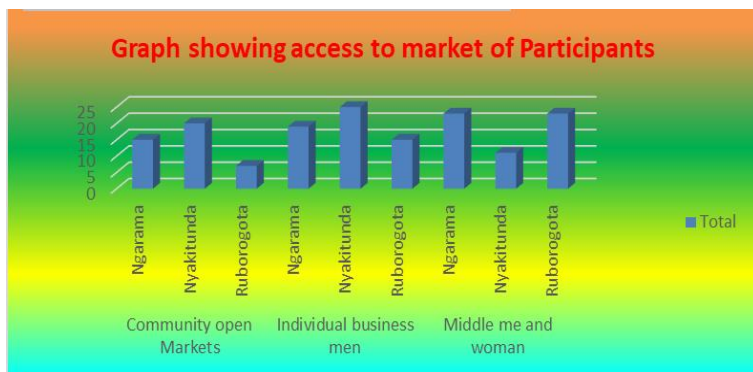 Graph showing access to market of Participants
25
20
15
10
5
0
Ngarama
Nyakitunda
Ruborogota
Ngarama
Nyakitunda
Ruborogota
Ngarama
Nyakitunda
Ruborogota
Community open
Markets
Individual business
men
Middle me and
woman
Total